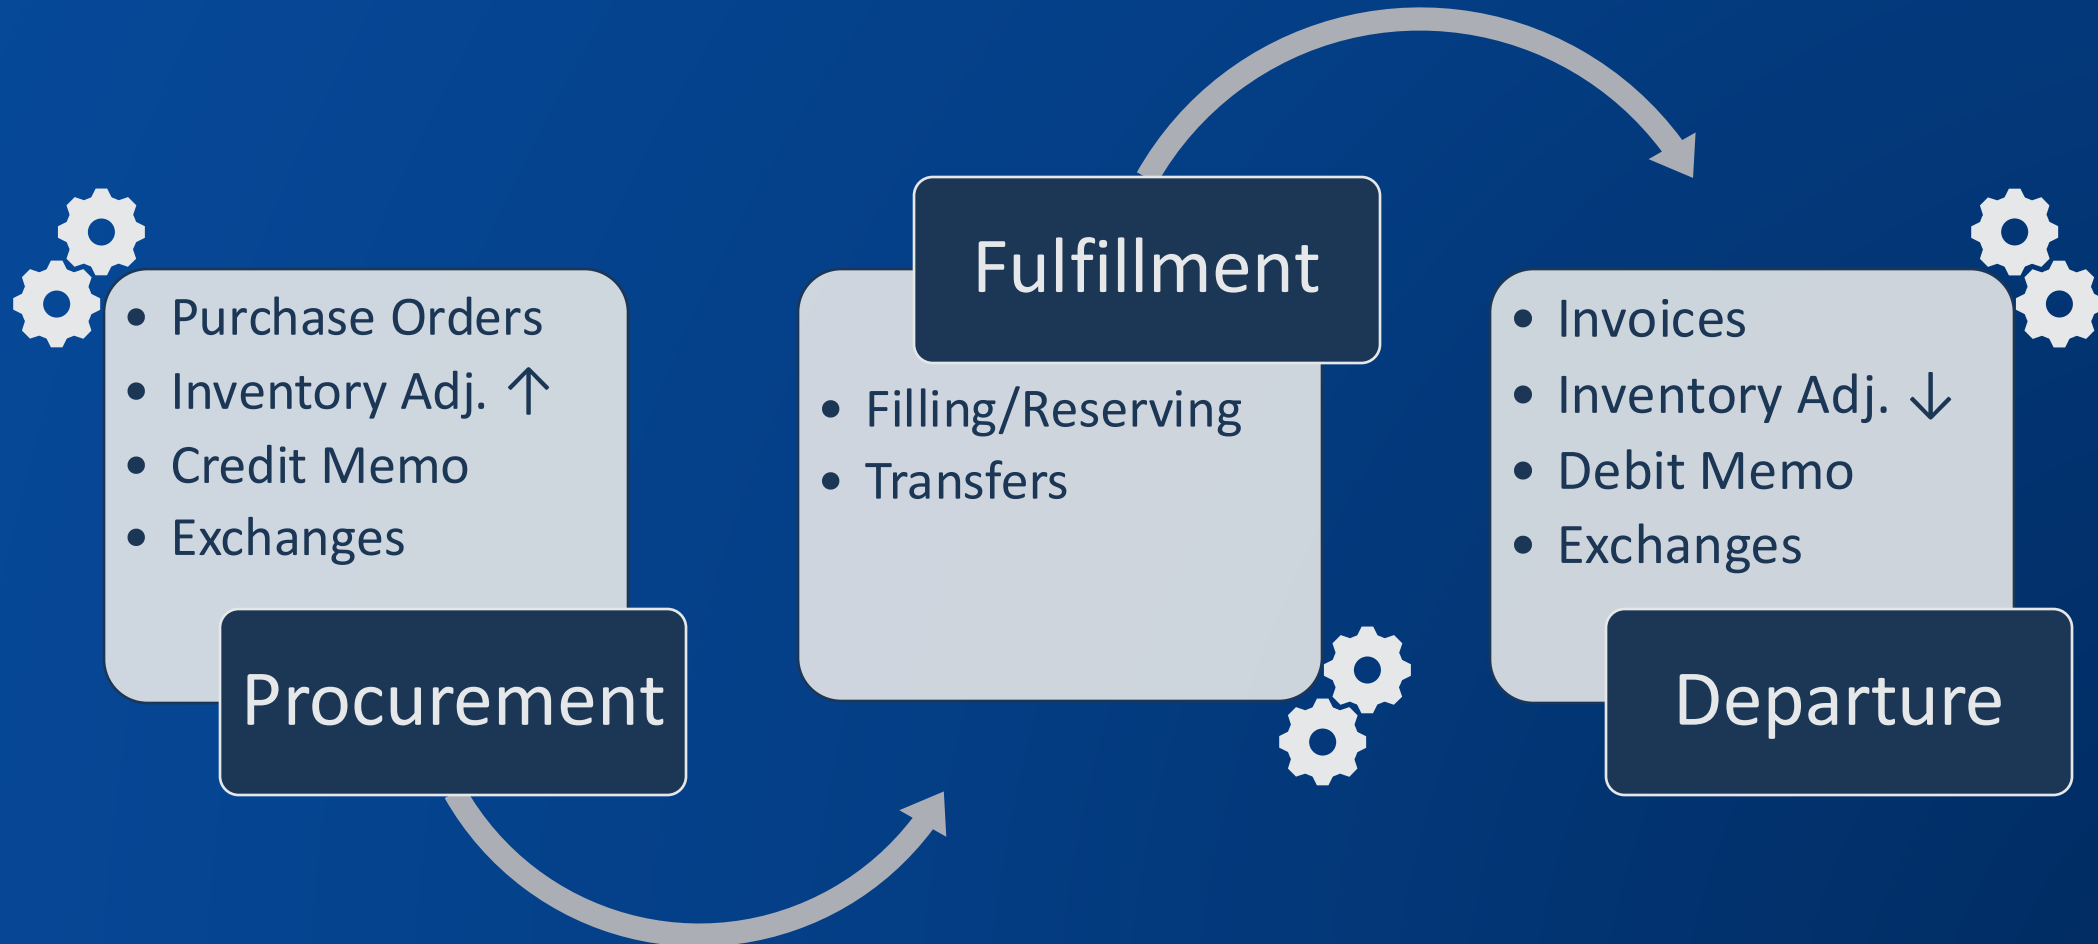 • Purchase Orders
• Inventory Adj. ↑
• Credit Memo
• Exchanges
Procurement
Fulfillment
• Filling/Reserving
• Transfers
• Invoices
• Inventory Adj. ↓
• Debit Memo
• Exchanges
Departure